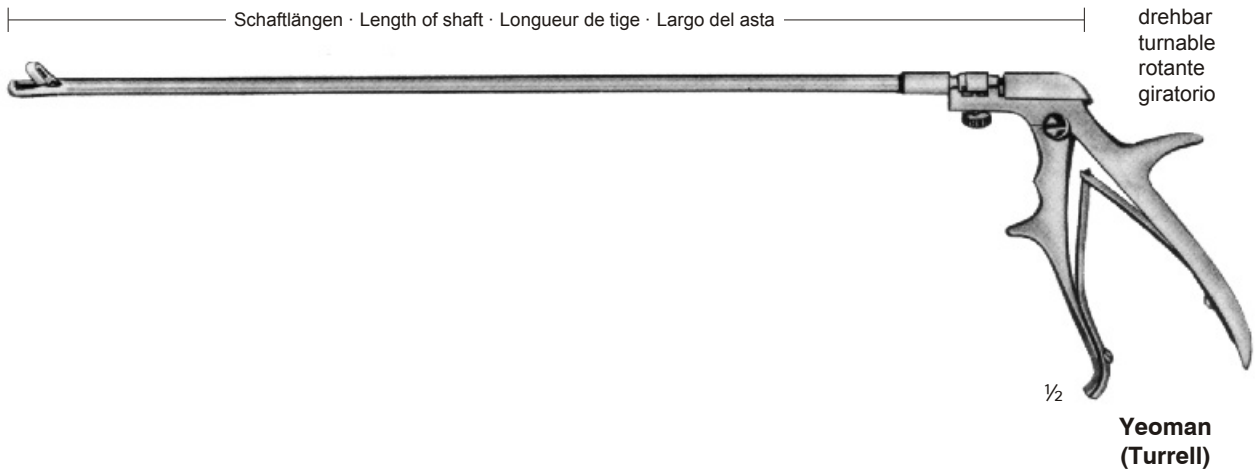 Schaftlängen · Length of shaft · Longueur de tige · Largo del asta
drehbar
turnable
rotante
giratorio
½
Yeoman
(Turrell)